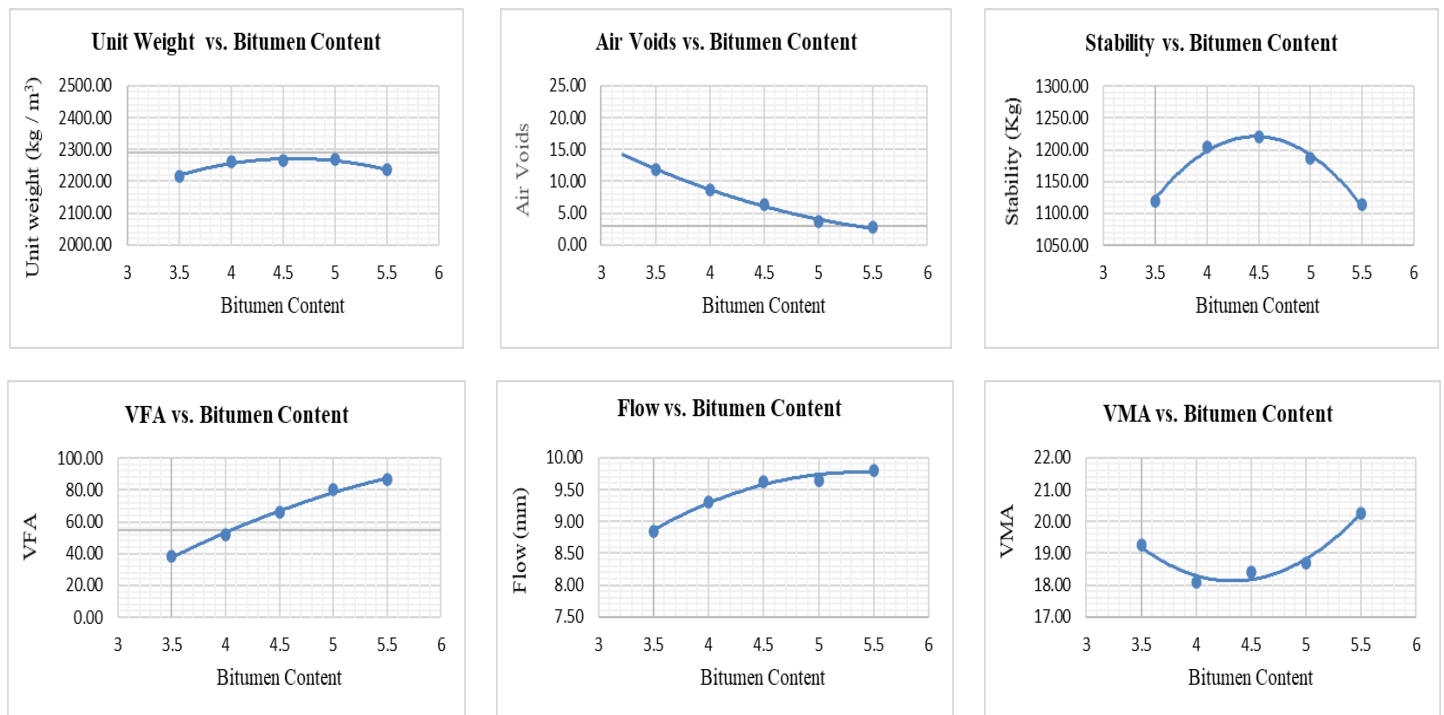 Unit Weight vs. Bitumen Content
Unit weight (kg / m³)
2500.00
2400.00
2300.00
2200.00
2100.00
2000.00
3 3.5 4 4.5 5 5.5 6
Bitumen Content
Air Voids vs. Bitumen Content
Air Voids
25.00
20.00
15.00
10.00
5.00
0.00
3 3.5 4 4.5 5 5.5 6
Bitumen Content
Stability vs. Bitumen Content
Stability (Kg)
1300.00
1250.00
1200.00
1150.00
1100.00
1050.00
3 3.5 4 4.5 5 5.5 6
Bitumen Content
VFA vs. Bitumen Content
VFA
100.00
80.00
60.00
40.00
20.00
0.00
3 3.5 4 4.5 5 5.5 6
Bitumen Content
Flow vs. Bitumen Content
Flow (mm)
10.00
9.50
9.00
8.50
8.00
7.50
3 3.5 4 4.5 5 5.5 6
Bitumen Content
VMA vs. Bitumen Content
VMA
22.00
21.00
20.00
19.00
18.00
17.00
3 3.5 4 4.5 5 5.5 6
Bitumen Content